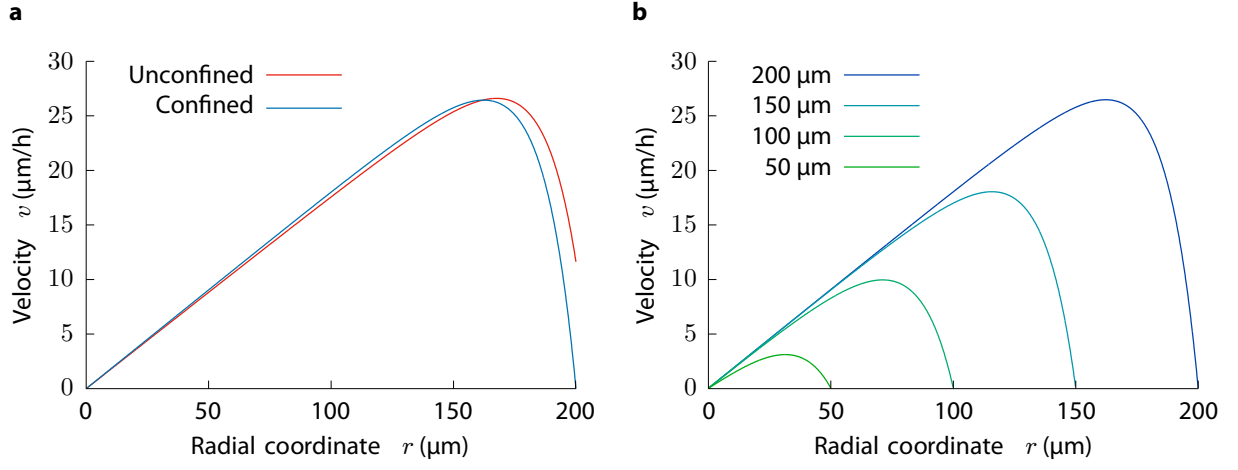 a
Unconfined
Confined
Velocity v (µm/h)
30
25
20
15
10
5
0
0 50 100 150 200
Radial coordinate r (µm)
b
200 µm
150 µm
100 µm
50 µm
Velocity v (µm/h)
30
25
20
15
10
5
0
0 50 100 150 200
Radial coordinate r (µm)